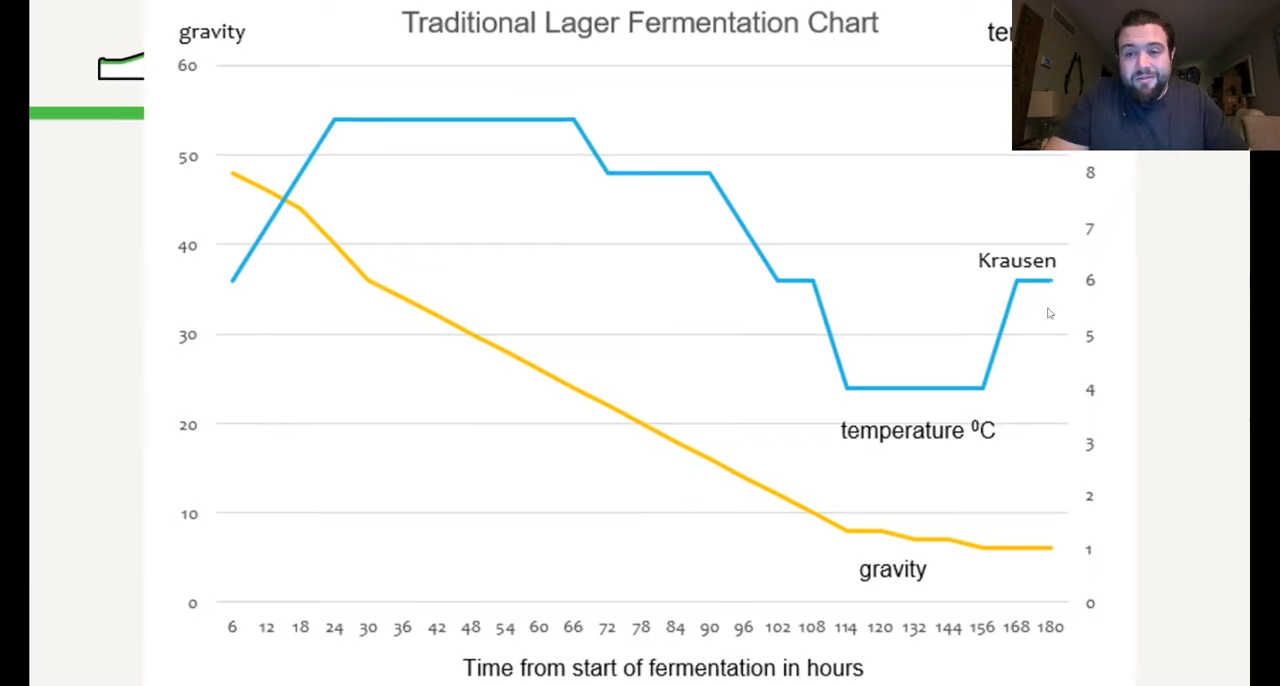 Traditional Lager Fermentation Chart
gravity
60
50
40
30
20
10
0
8
7
6
5
4
3
2
1
0
Krausen
temperature ⁰C
gravity
6 12 18 24 30 36 42 48 54 60 66 72 78 84 90 96 102 108 114 120 132 144 156 168 180
Time from start of fermentation in hours